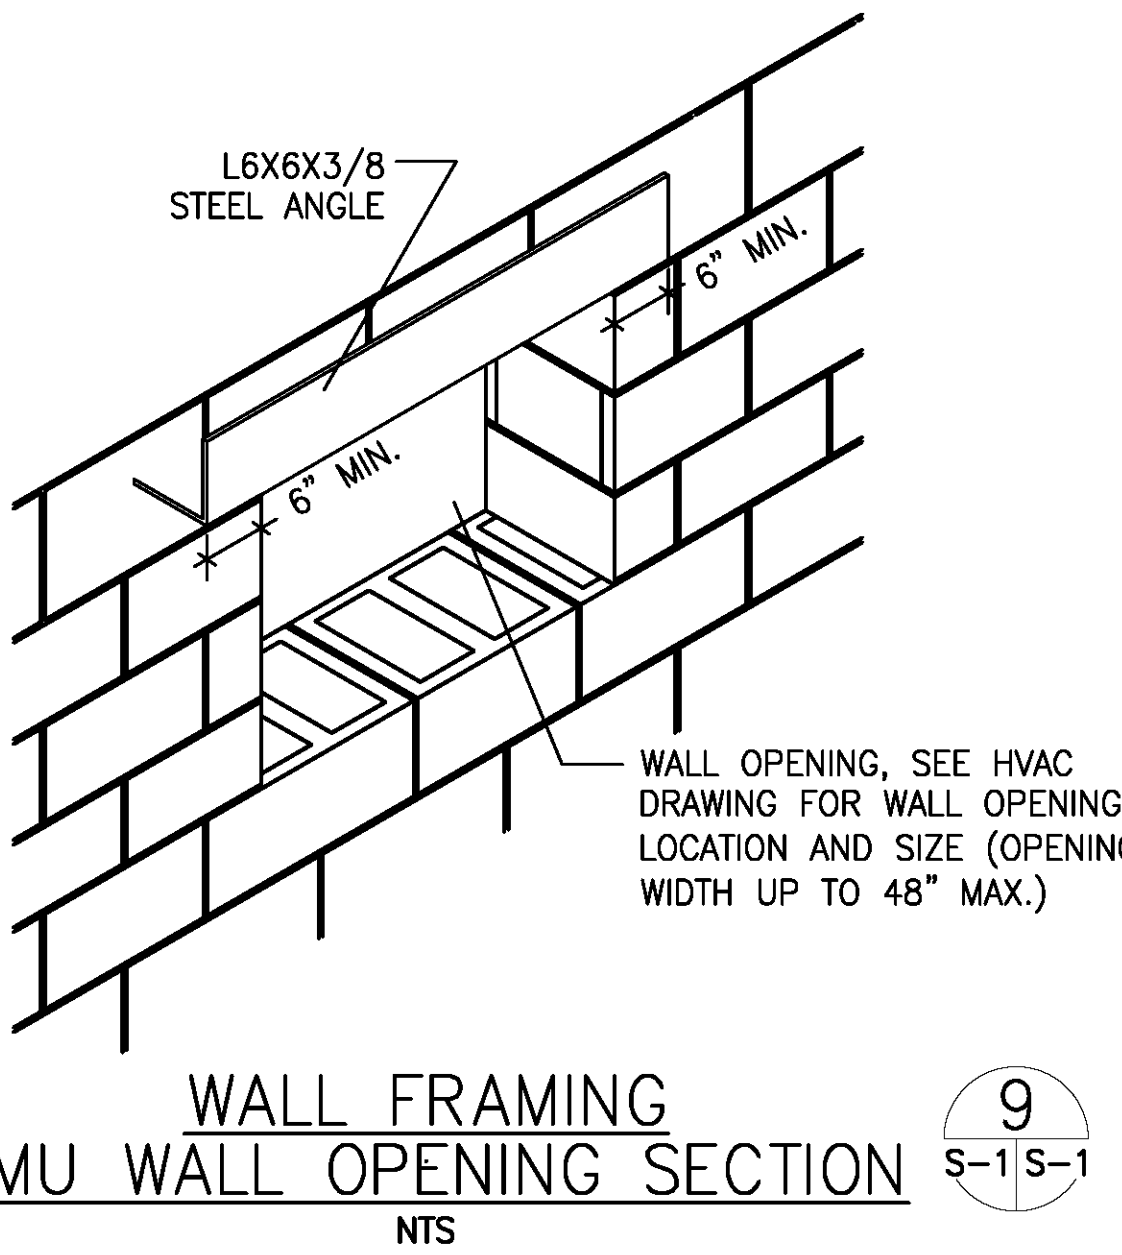 L6X6X3/8
STEEL ANGLE
6" MIN.
6" MIN.
WALL OPENING, SEE HVAC
DRAWING FOR WALL OPENING
LOCATION AND SIZE (OPENING
WIDTH UP TO 48" MAX.)
WALL FRAMING
MU WALL OPENING SECTION
NTS
9
S-1 S-1